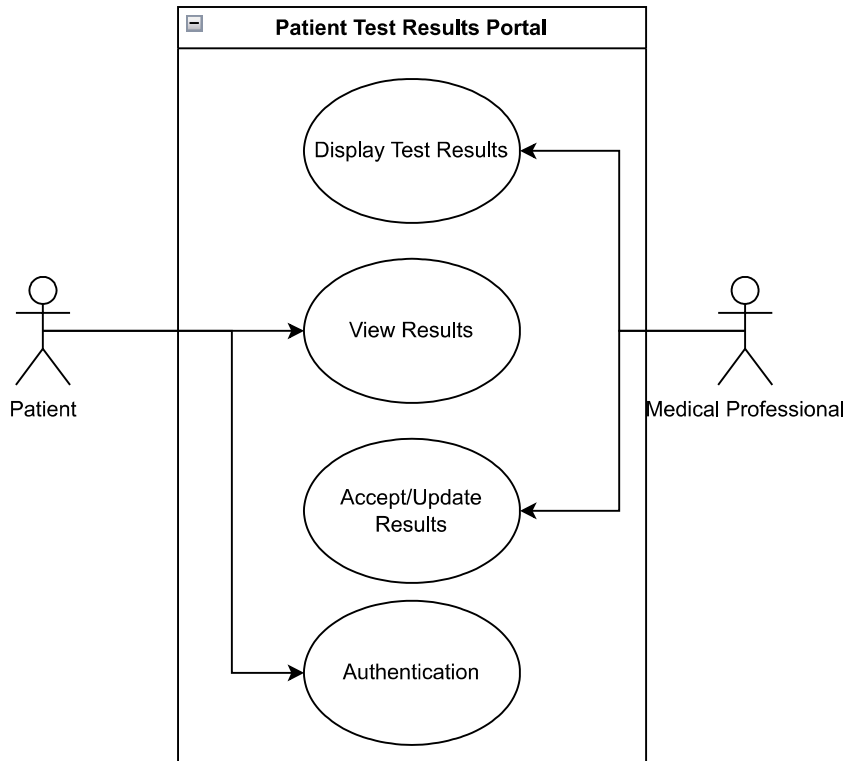 Patient Test Results Portal
Display Test Results
View Results
Patient
Medical Professional
Accept/Update
Results
Authentication